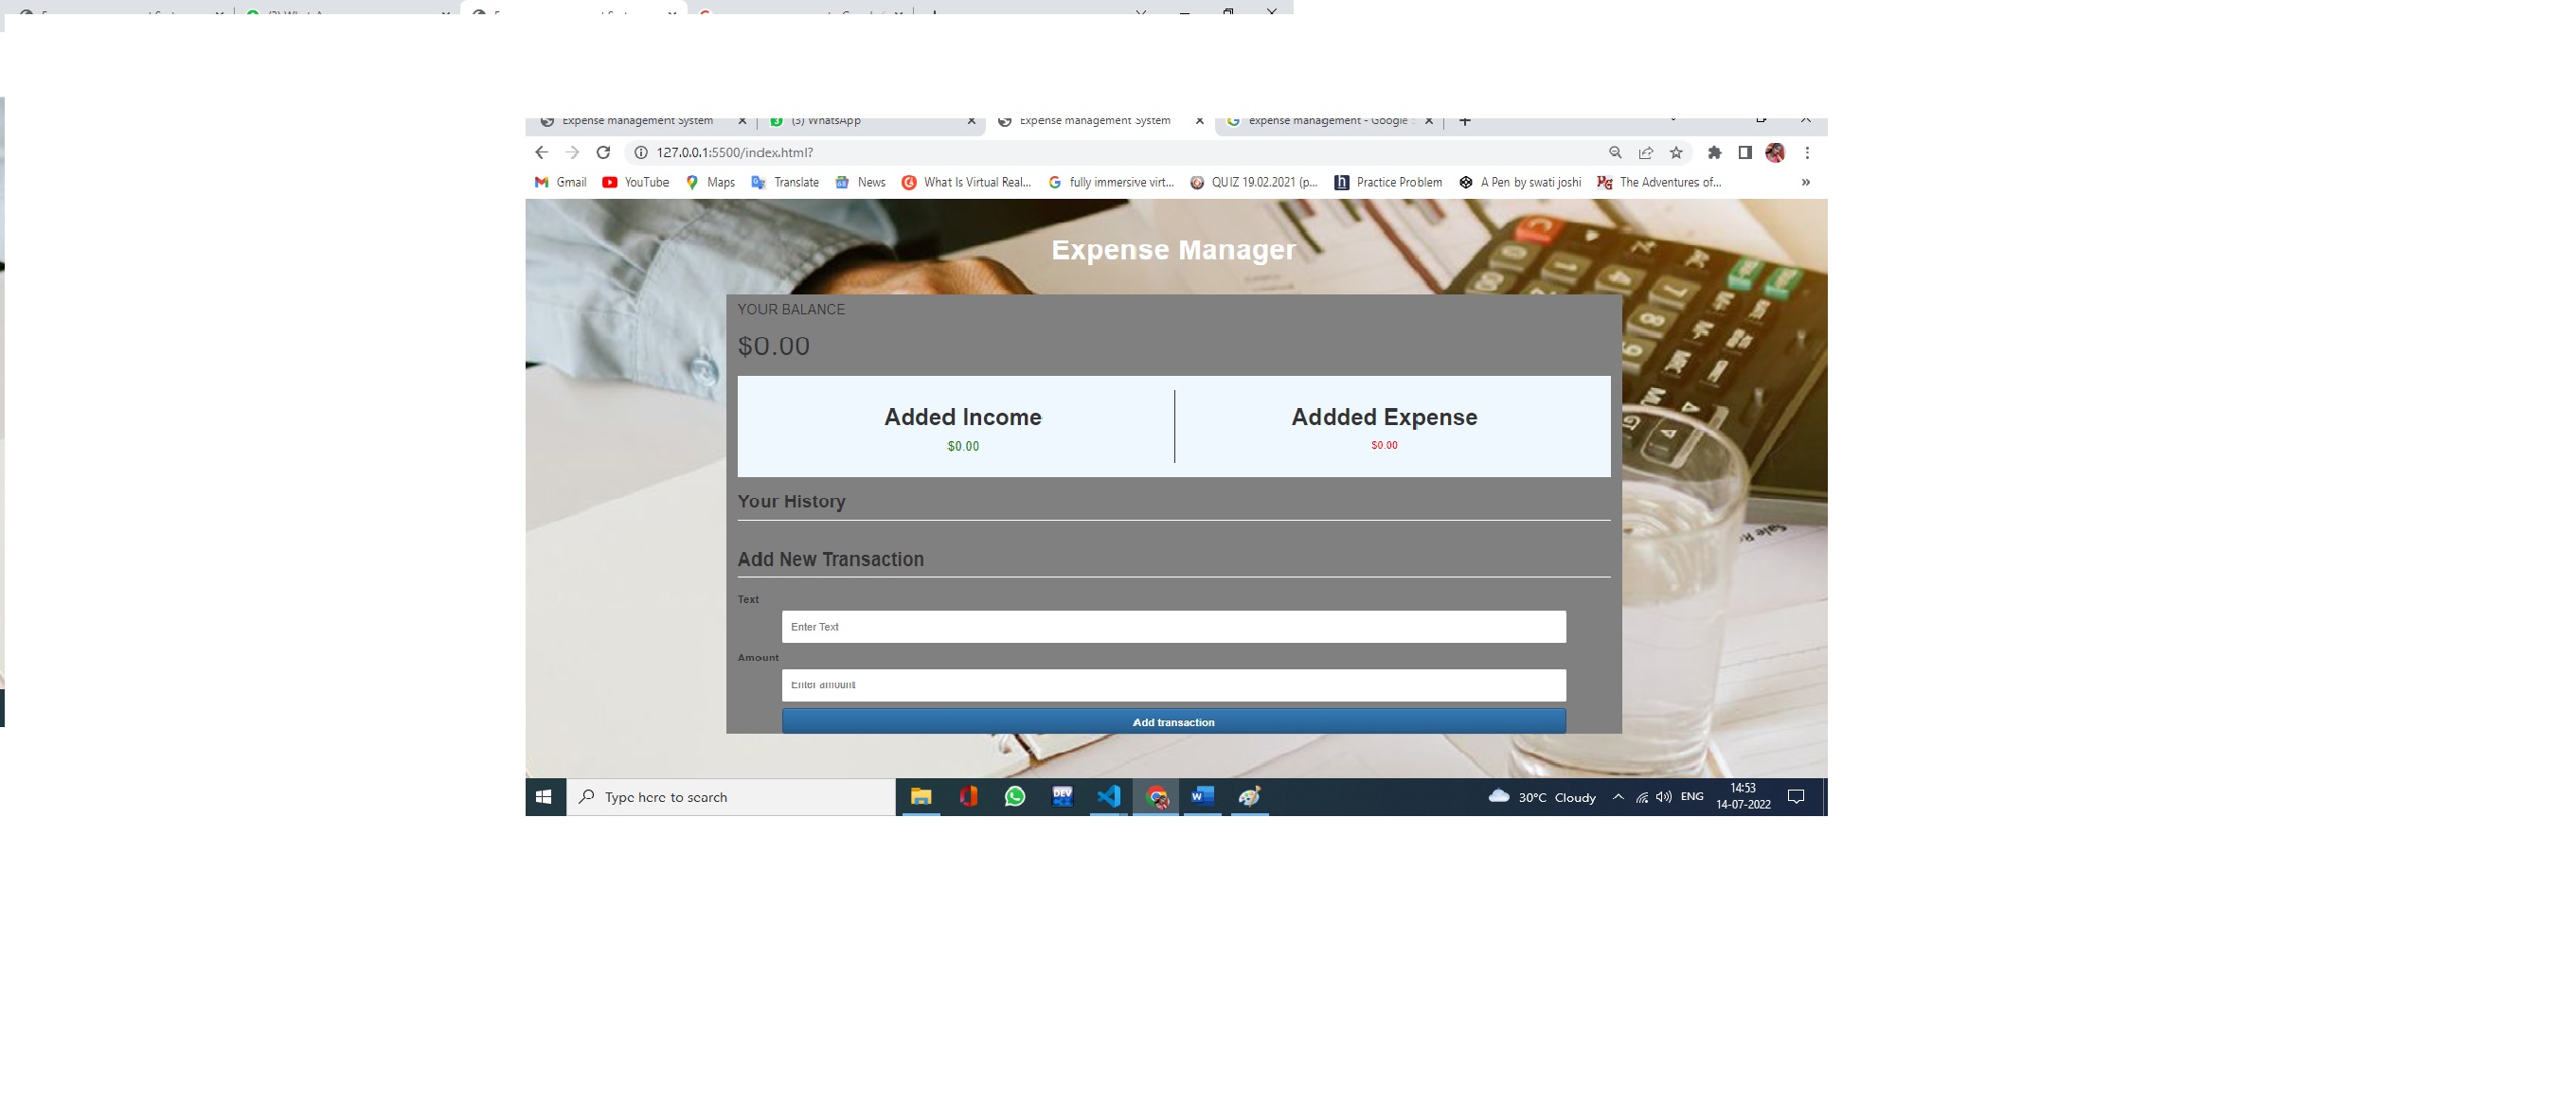 Expense management System
(3) WhatsApp
Expense management System
expense management - Google
127.0.0.1:5500/index.html?
Gmail YouTube Maps Translate News What Is Virtual Real... fully immersive virt... QUIZ 19.02.2021 (p... Practice Problem A Pen by swati joshi The Adventures of...
Expense Manager
YOUR BALANCE
$0.00
Added Income
$0.00
Addded Expense
$0.00
Your History
Add New Transaction
Text
Enter Text
Amount
Enter amount
Add transaction
Type here to search
30°C Cloudy
ENG
14:53
14-07-2022